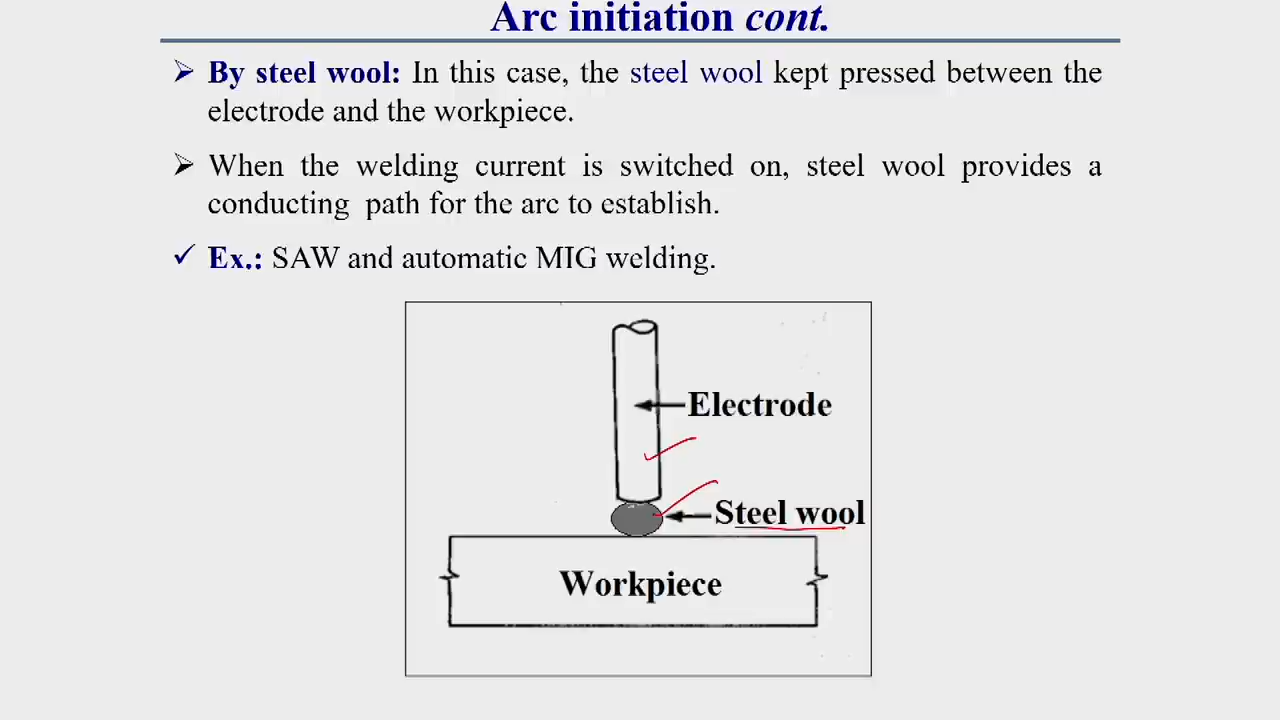 Arc initiation cont.
➢ By steel wool: In this case, the steel wool kept pressed between the
electrode and the workpiece.
➢ When the welding current is switched on, steel wool provides a
conducting path for the arc to establish.
✓ Ex.: SAW and automatic MIG welding.
Electrode
Steel wool
Workpiece